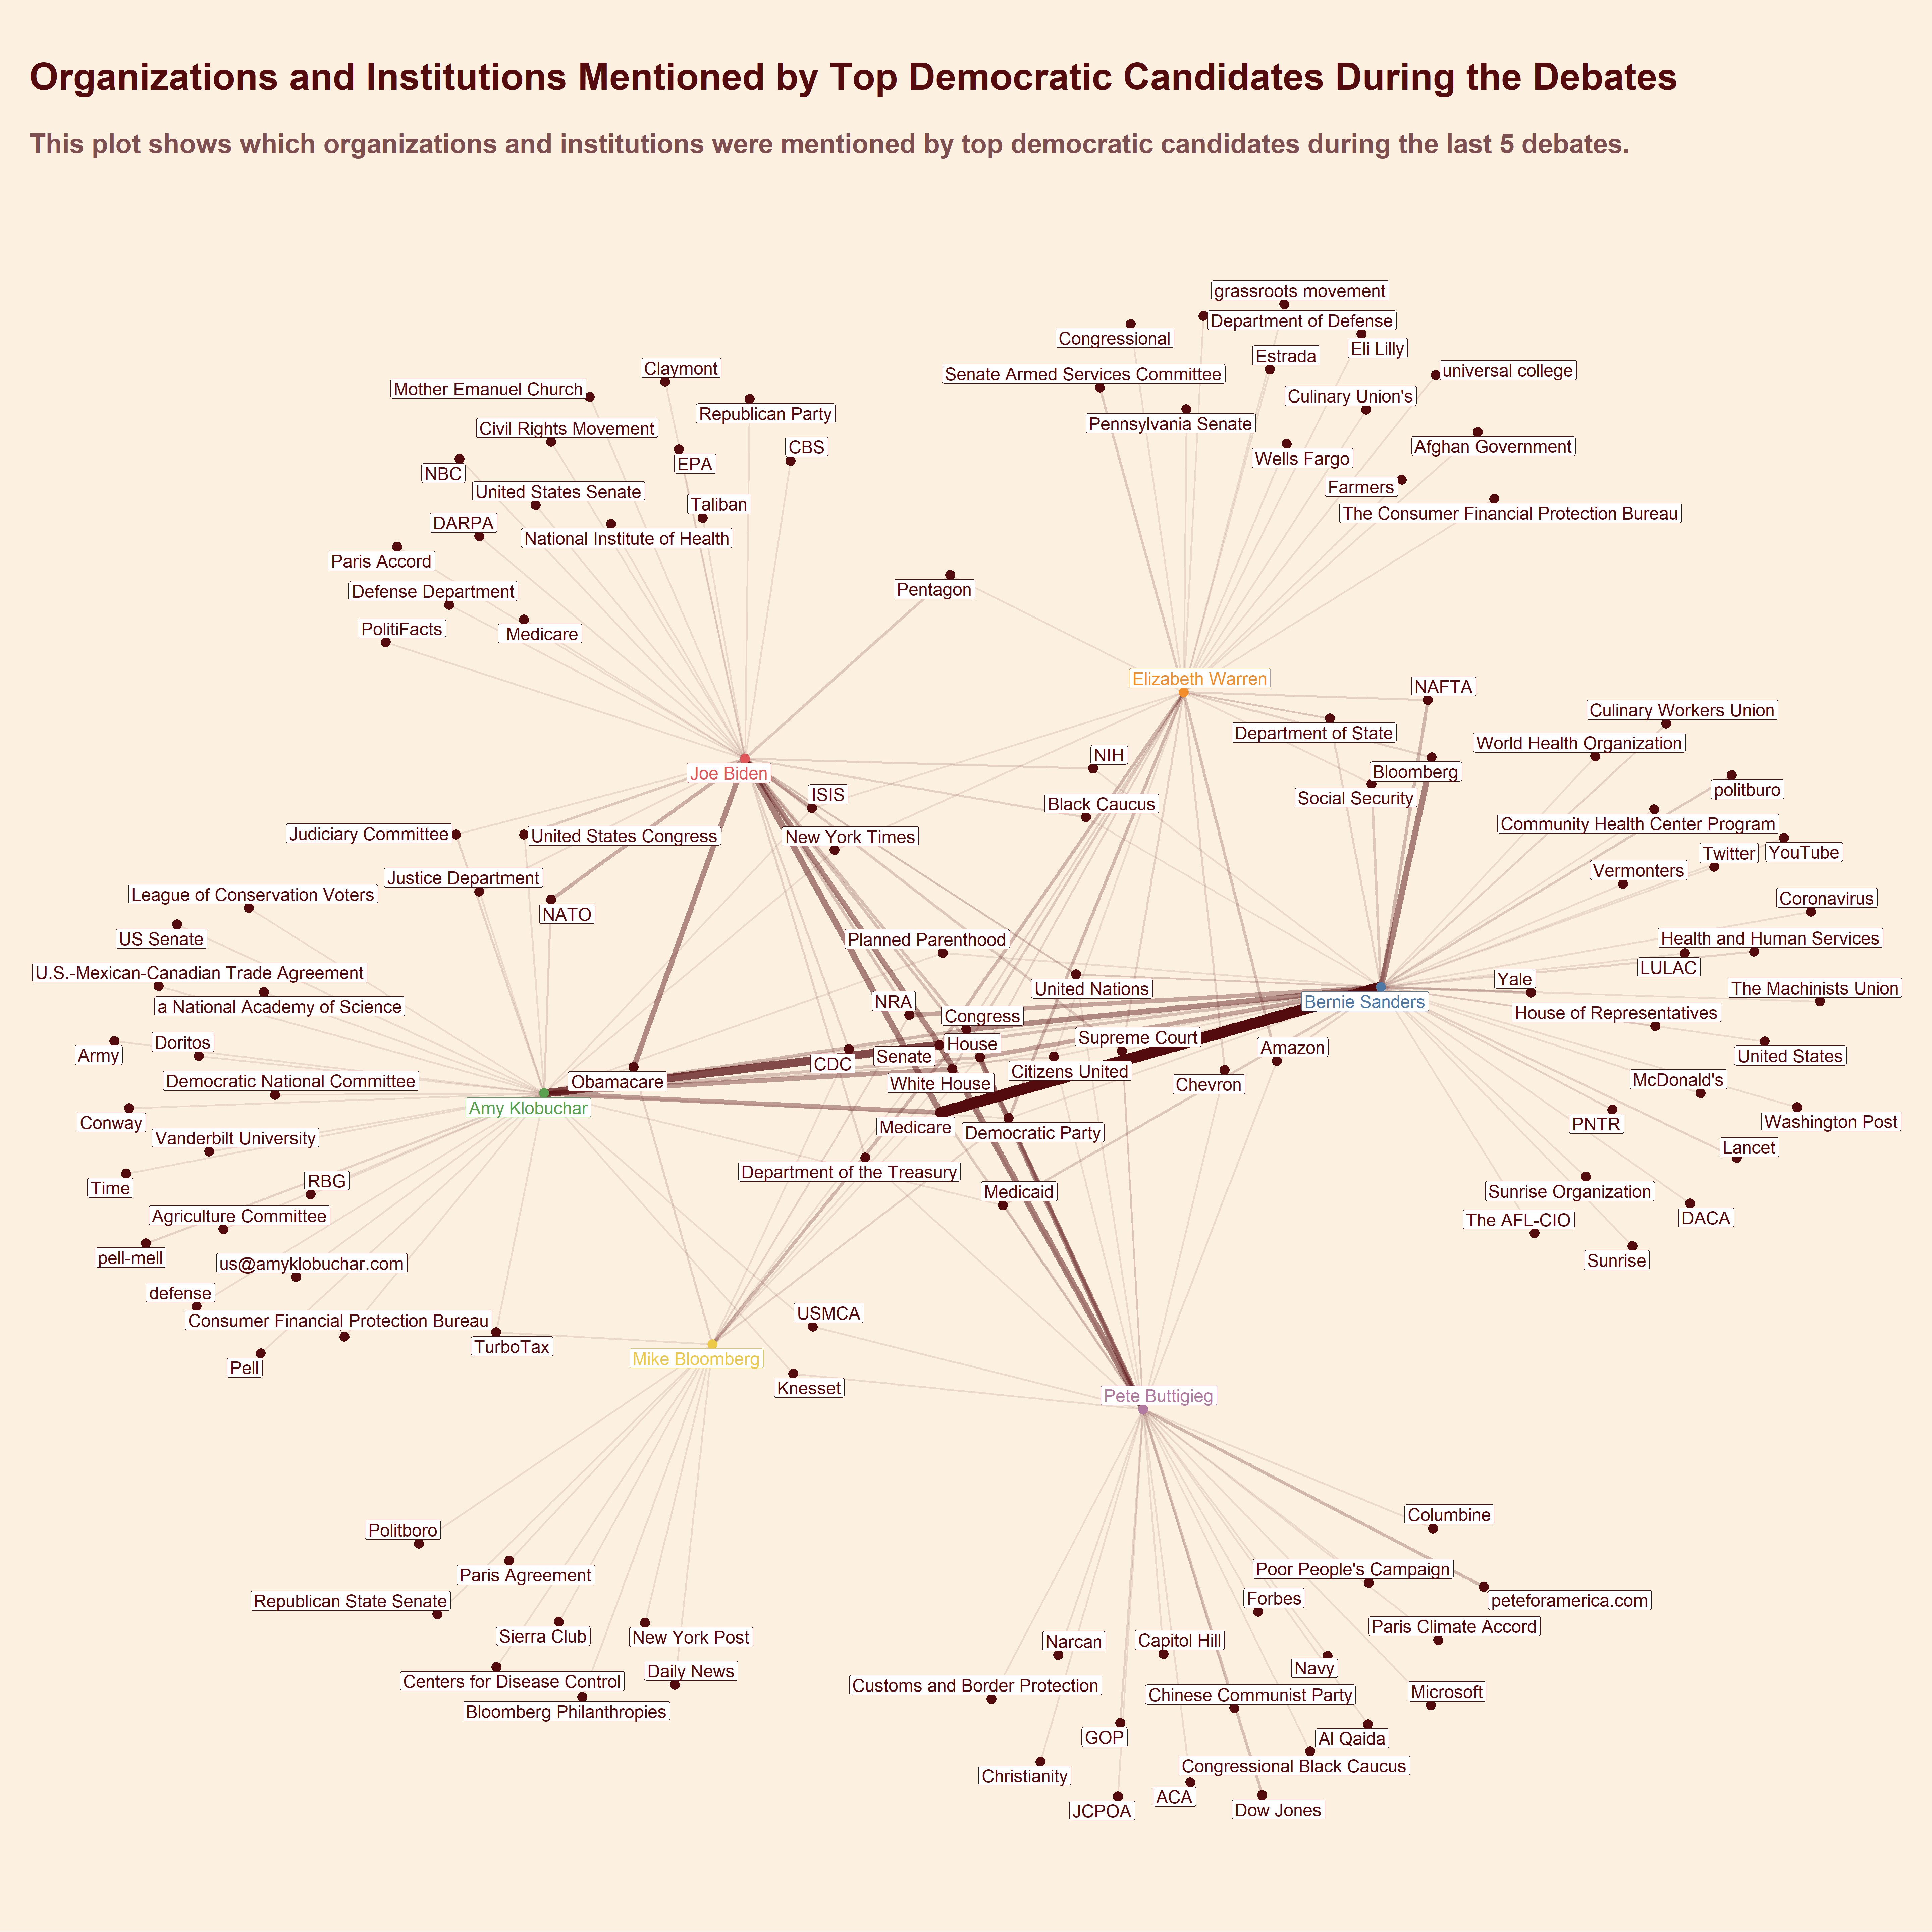 Organizations and Institutions Mentioned by Top Democratic Candidates During the Debates
This plot shows which organizations and institutions were mentioned by top democratic candidates during the last 5 debates.
grassroots movement
Department of Defense
Congressional
Eli Lilly
Estrada
Claymont
universal college
Senate Armed Services Committee
Mother Emanuel Church
Culinary Union's
Republican Party
Pennsylvania Senate
Civil Rights Movement
CBS
Afghan Government
Wells Fargo
EPA
NBC
Farmers
United States Senate
Taliban
The Consumer Financial Protection Bureau
DARPA
National Institute of Health
Paris Accord
Pentagon
Defense Department
PolitiFacts
Medicare
Elizabeth Warren
NAFTA
Culinary Workers Union
Department of State
World Health Organization
NIH
Bloomberg
Joe Biden
politburo
ISIS
Social Security
Black Caucus
Community Health Center Program
Judiciary Committee
United States Congress
New York Times
YouTube
Twitter
Vermonters
Justice Department
League of Conservation Voters
Coronavirus
NATO
US Senate
Planned Parenthood
Health and Human Services
LULAC
U.S.-Mexican-Canadian Trade Agreement
Yale
United Nations
The Machinists Union
NRA
Bernie Sanders
a National Academy of Science
House of Representatives
Congress
Supreme Court
Doritos
House
Amazon
Army
Senate
United States
CDC
Citizens United
Democratic National Committee
Obamacare
White House
Chevron
McDonald's
Amy Klobuchar
Conway
Washington Post
PNTR
Medicare
Democratic Party
Vanderbilt University
Lancet
Department of the Treasury
RBG
Time
Medicaid
Sunrise Organization
Agriculture Committee
DACA
The AFL-CIO
pell-mell
us@amyklobuchar.com
Sunrise
defense
USMCA
Consumer Financial Protection Bureau
TurboTax
Mike Bloomberg
Pell
Knesset
Pete Buttigieg
Columbine
Politboro
Poor People's Campaign
Paris Agreement
Forbes
peteforamerica.com
Republican State Senate
Paris Climate Accord
Sierra Club
New York Post
Narcan
Capitol Hill
Navy
Daily News
Centers for Disease Control
Customs and Border Protection
Chinese Communist Party
Microsoft
Bloomberg Philanthropies
GOP
Al Qaida
Congressional Black Caucus
Christianity
ACA
JCPOA
Dow Jones